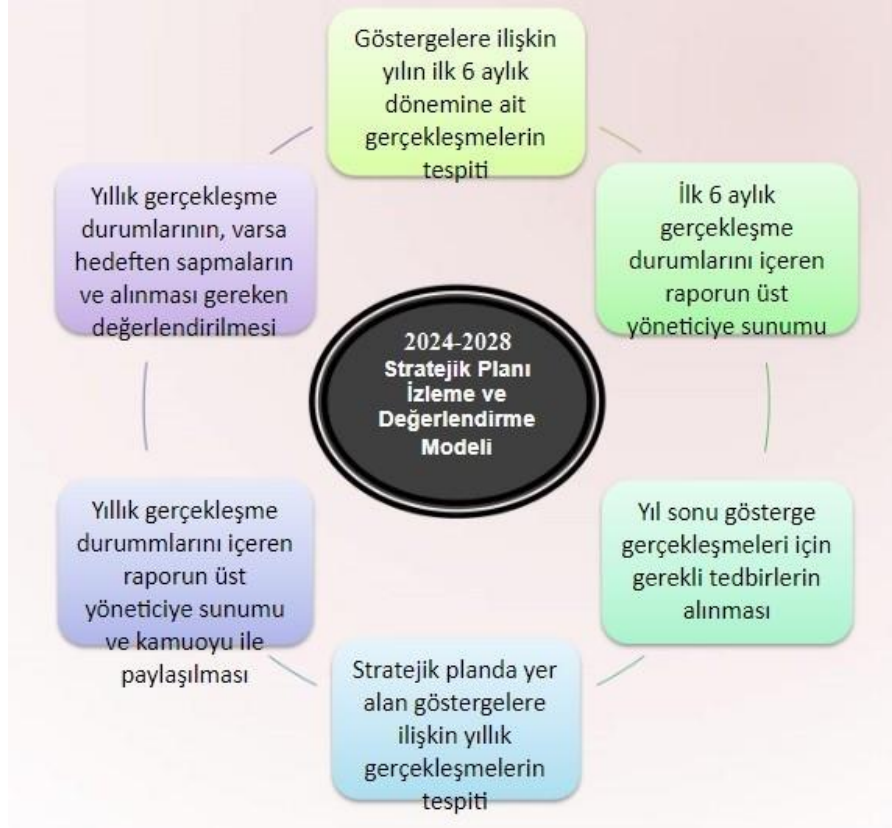 Göstergelere ilişkin
yılın ilk 6 aylık
dönemine ait
gerçekleşmelerin
tespiti
İlk 6 aylık
gerçekleşme
durumlarını içeren
raporun üst
yöneticiye sunumu
Yıl sonu gösterge
gerçekleşmeleri için
gerekli tedbirlerin
alınması
Stratejik planda yer
alan göstergelere
ilişkin yıllık
gerçekleşmelerin
tespiti
Yıllık gerçekleşme
durummlarını içeren
raporun üst
yöneticiye sunumu
ve kamuoyu ile
paylaşılması
Yıllık gerçekleşme
durumlarının, varsa
hedeften sapmaların
ve alınması gereken
değerlendirilmesi
2024-2028
Stratejik Planı
İzleme ve
Değerlendirme
Modeli